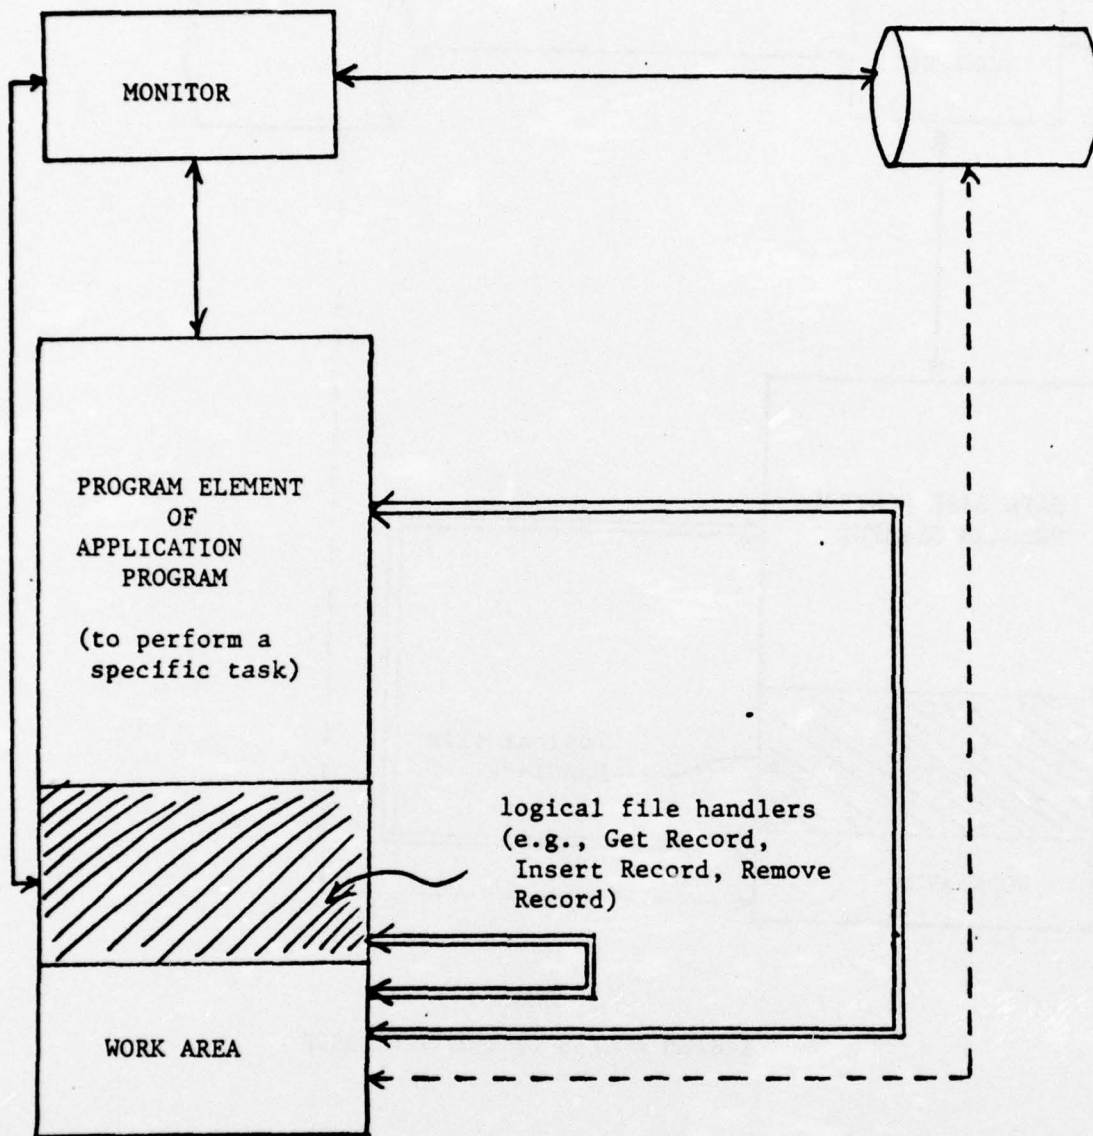 MONITOR
PROGRAM ELEMENT
OF
APPLICATION
PROGRAM
(to perform a
specific task)
logical file handlers
(e.g., Get Record,
Insert Record, Remove
Record)
WORK AREA